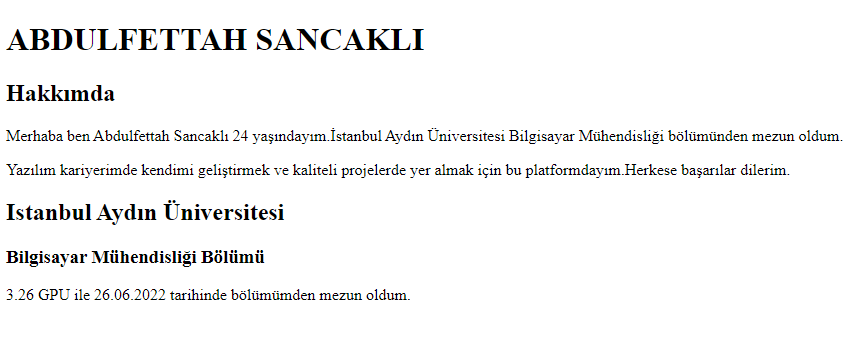 ABDULFETTAH SANCAKLI
Hakkımda
Merhaba ben Abdulfettah Sancaklı 24 yaşındayım.İstanbul Aydın Üniversitesi Bilgisayar Mühendisliği bölümünden mezun oldum.
Yazılım kariyerimde kendimi geliştirmek ve kaliteli projelerde yer almak için bu platformdayım.Herkese başarılar dilerim.
Istanbul Aydın Üniversitesi
Bilgisayar Mühendisliği Bölümü
3.26 GPU ile 26.06.2022 tarihinde bölümümden mezun oldum.